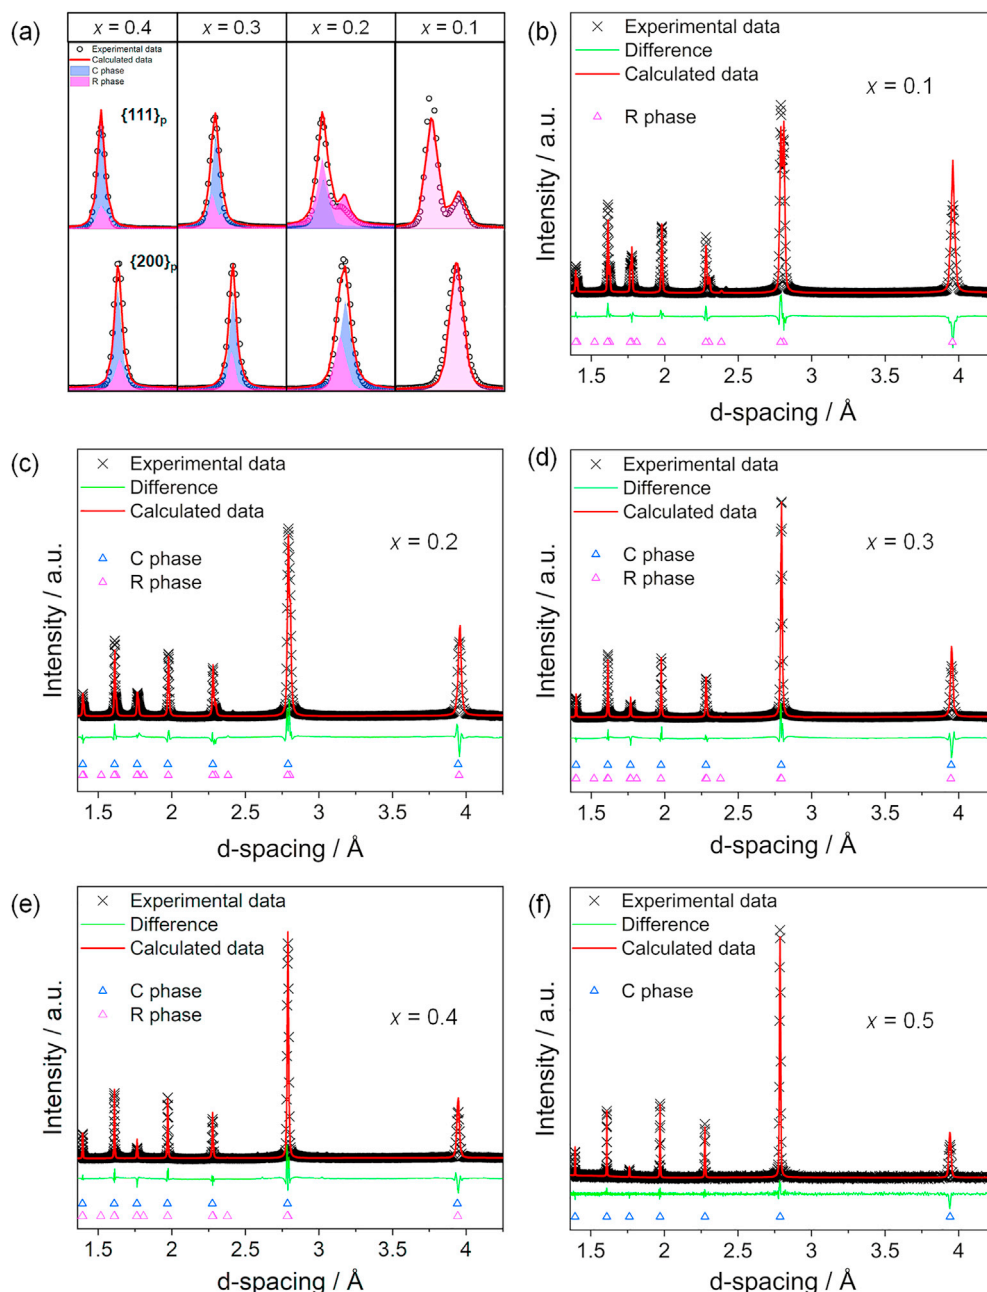 (a)
x = 0.4 x = 0.3 x = 0.2 x = 0.1
Experimental data
Calculated data
C phase
R phase
{111}p
{200}p
(b)
Experimental data
Difference
Calculated data
x = 0.1
R phase
Intensity / a.u.
1.5 2 2.5 3 3.5 4
d-spacing / Å
(c)
Experimental data
Difference
Calculated data
x = 0.2
C phase
R phase
Intensity / a.u.
1.5 2 2.5 3 3.5 4
d-spacing / Å
(d)
Experimental data
Difference
Calculated data
x = 0.3
C phase
R phase
Intensity / a.u.
1.5 2 2.5 3 3.5 4
d-spacing / Å
(e)
Experimental data
Difference
Calculated data
C phase
R phase
x = 0.4
Intensity / a.u.
1.5 2 2.5 3 3.5 4
d-spacing / Å
(f)
Experimental data
Difference
Calculated data
C phase
x = 0.5
Intensity / a.u.
1.5 2 2.5 3 3.5 4
d-spacing / Å